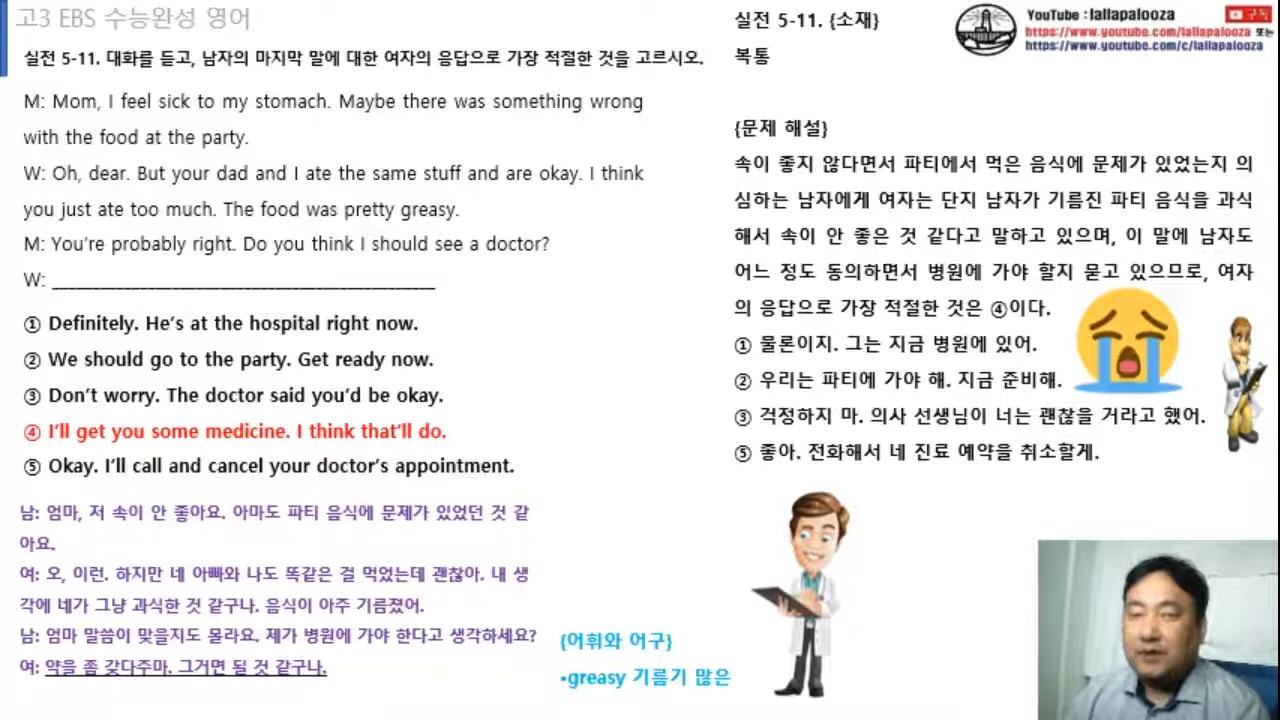 고3 EBS 수능완성 영어
실전 5-11. 대화를 듣고, 남자의 마지막 말에 대한 여자의 응답으로 가장 적절한 것을 고르시오.
M: Mom, I feel sick to my stomach. Maybe there was something wrong
with the food at the party.
W: Oh, dear. But your dad and I ate the same stuff and are okay. I think
you just ate too much. The food was pretty greasy.
M: You're probably right. Do you think I should see a doctor?
W: ______________________________________________
① Definitely. He's at the hospital right now.
② We should go to the party. Get ready now.
③ Don't worry. The doctor said you'd be okay.
④ I'll get you some medicine. I think that'll do.
⑤ Okay. I'll call and cancel your doctor's appointment.
남: 엄마, 저 속이 안 좋아요. 아마도 파티 음식에 문제가 있었던 것 같
아요.
여: 오, 이런. 하지만 네 아빠와 나도 똑같은 걸 먹었는데 괜찮아. 내 생
각에 네가 그냥 과식한 것 같구나. 음식이 아주 기름졌어.
남: 엄마 말씀이 맞을지도 몰라요. 제가 병원에 가야 한다고 생각하세요?
여: 약을 좀 갖다주마. 그거면 될 것 같구나.
{어휘와 어구}
•greasy 기름기 많은
실전 5-11. {소재}
복통
{문제 해설}
속이 좋지 않다면서 파티에서 먹은 음식에 문제가 있었는지 의
심하는 남자에게 여자는 단지 남자가 기름진 파티 음식을 과식
해서 속이 안 좋은 것 같다고 말하고 있으며, 이 말에 남자도
어느 정도 동의하면서 병원에 가야 할지 묻고 있으므로, 여자
의 응답으로 가장 적절한 것은 ④이다.
① 물론이지. 그는 지금 병원에 있어.
② 우리는 파티에 가야 해. 지금 준비해.
③ 걱정하지 마. 의사 선생님이 너는 괜찮을 거라고 했어.
⑤ 좋아. 전화해서 네 진료 예약을 취소할게.
YouTube : lallapalooza
구독
https://www.youtube.com/lallapalooza 또는
https://www.youtube.com/c/lallapalooza